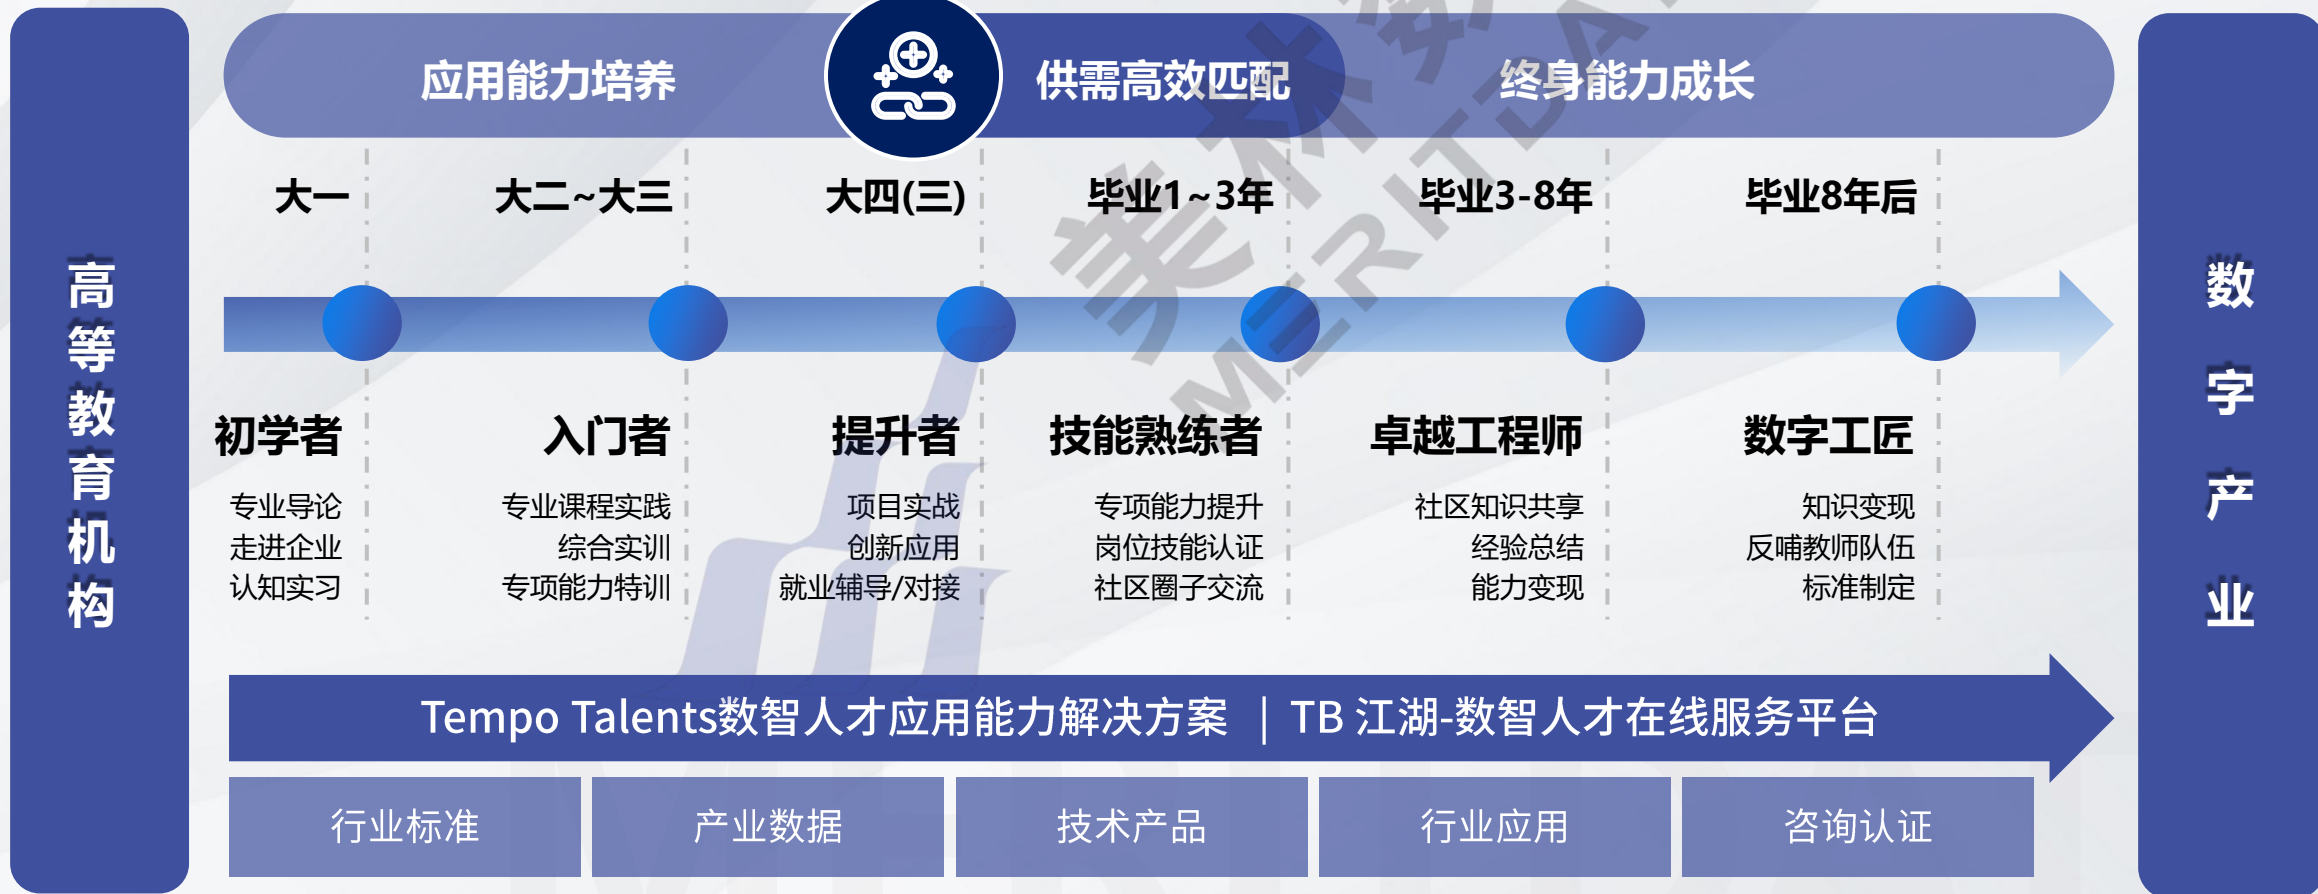 高等教育机构
应用能力培养
供需高效匹配
终身能力成长
大一
大二~大三
大四(三)
毕业1~3年
毕业3-8年
毕业8年后
初学者
专业导论
走进企业
认知实习
入门者
专业课程实践
综合实训
专项能力特训
提升者
项目实战
创新应用
就业辅导/对接
技能熟练者
专项能力提升
岗位技能认证
社区圈子交流
卓越工程师
社区知识共享
经验总结
能力变现
数字工匠
知识变现
反哺教师队伍
标准制定
Tempo Talents数智人才应用能力解决方案 | TB 江湖-数智人才在线服务平台
行业标准
产业数据
技术产品
行业应用
咨询认证
数字产业
美林数
MERITDA